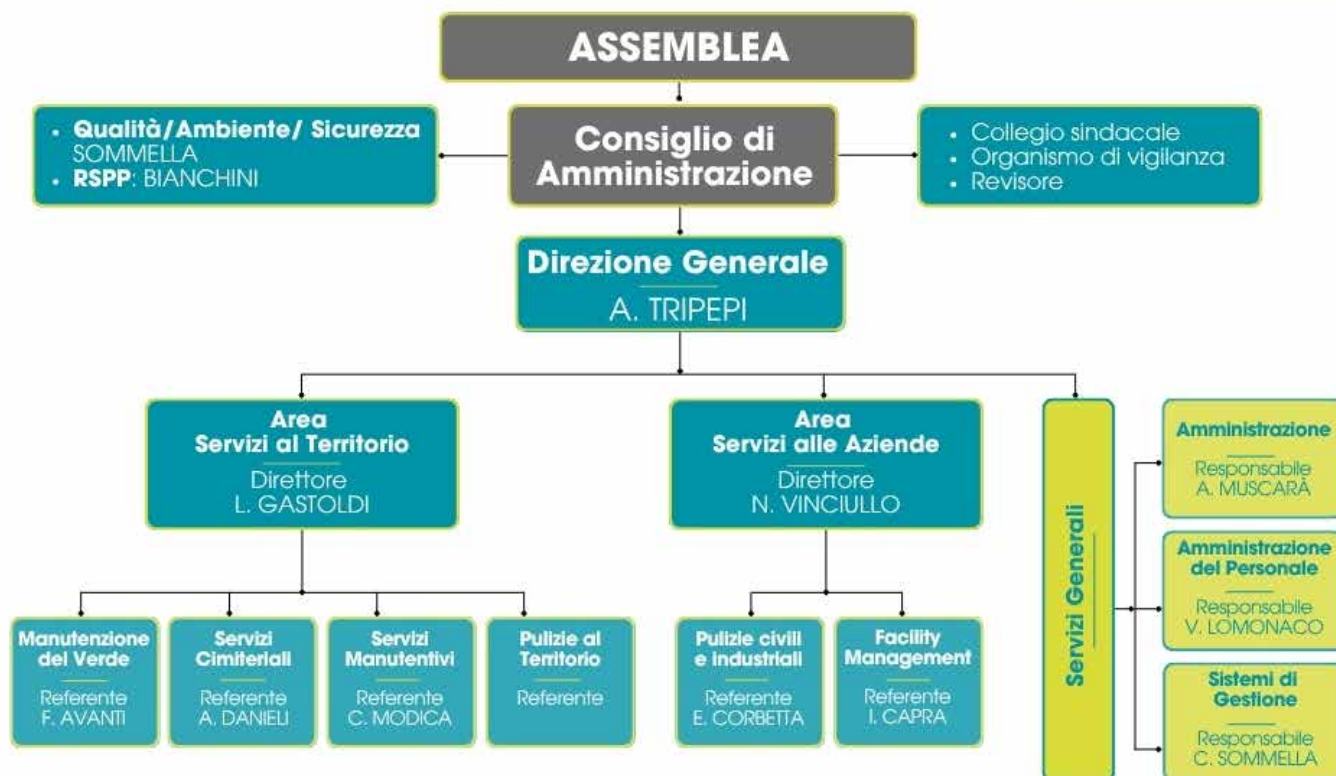 ASSEMBLEA
• Qualità/Ambiente/ Sicurezza
SOMMELLA
• RSPP: BIANCHINI
Consiglio di
Amministrazione
• Collegio sindacale
• Organismo di vigilanza
• Revisore
Direzione Generale
A. TRIPEPI
Area
Servizi al Territorio
Direttore
L. GASTOLDI
Area
Servizi alle Aziende
Direttore
N. VINCIULLO
Manutenzione
del Verde
Referente
F. AVANTI
Servizi
Cimiteriali
Referente
A. DANIELI
Servizi
Manutentivi
Referente
C. MODICA
Pulizie al
Territorio
Referente
Pulizie civili
e industriali
Referente
E. CORBETTA
Facility
Management
Referente
I. CAPRA
Servizi Generali
Amministrazione
Responsabile
A. MUSCARÀ
Amministrazione
del Personale
Responsabile
V. LOMONACO
Sistemi di
Gestione
Responsabile
C. SOMMELLA